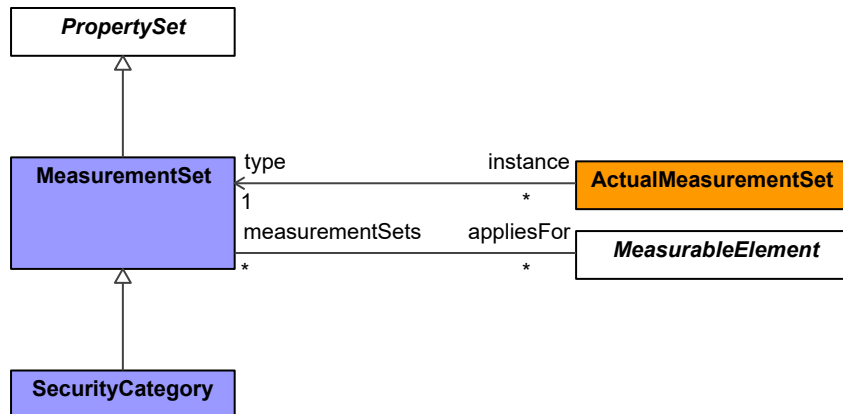 PropertySet
MeasurementSet
type
instance
ActualMeasurementSet
1
*
measurementSets
appliesFor
MeasurableElement
*
*
SecurityCategory